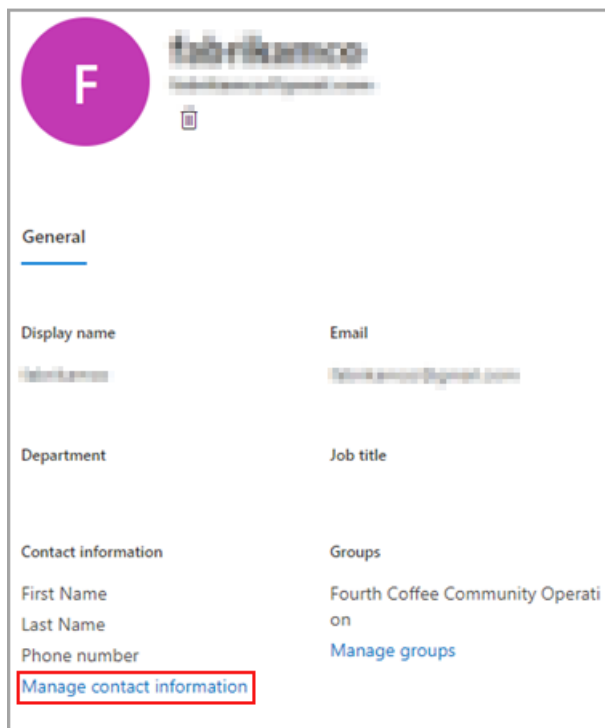 F
fabrikamco
General
Display name
Email
Department
Job title
Contact information
Groups
First Name
Fourth Coffee Community Operati
Last Name
on
Phone number
Manage groups
Manage contact information